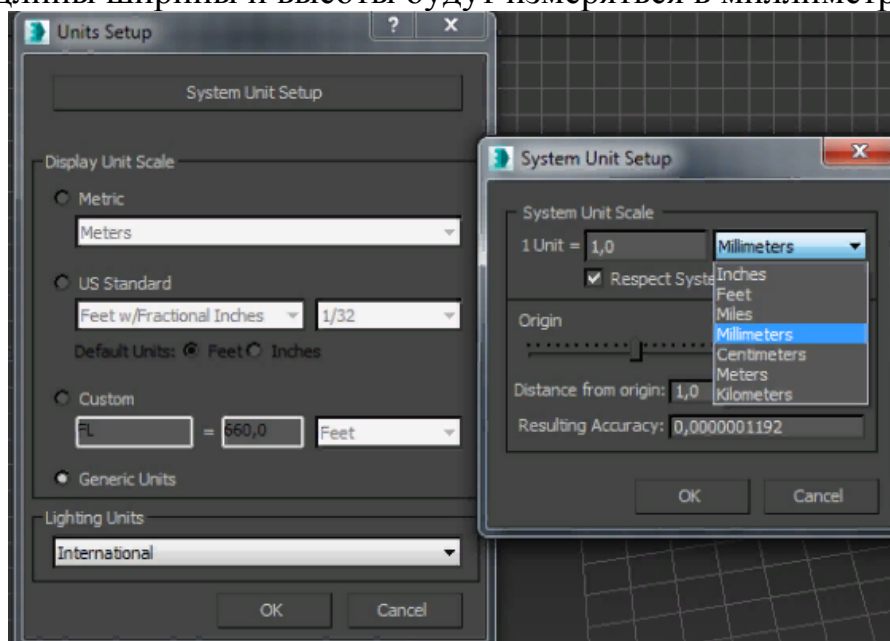 длины ширины и высоты будут измеряться в миллиметр
Units Setup
? x
System Unit Setup
Display Unit Scale
Metric
Meters
US Standard
Feet w/Fractional Inches 1/32
Default Units: Feet Inches
Custom
FL = 660,0 Feet
Generic Units
Lighting Units
International
OK Cancel
System Unit Setup
x
System Unit Scale
1 Unit = 1,0 Millimeters
Respect Syste
Inches
Feet
Miles
Millimeters
Centimeters
Meters
Kilometers
Origin
Distance from origin: 1,0
Resulting Accuracy: 0,0000001192
OK Cancel